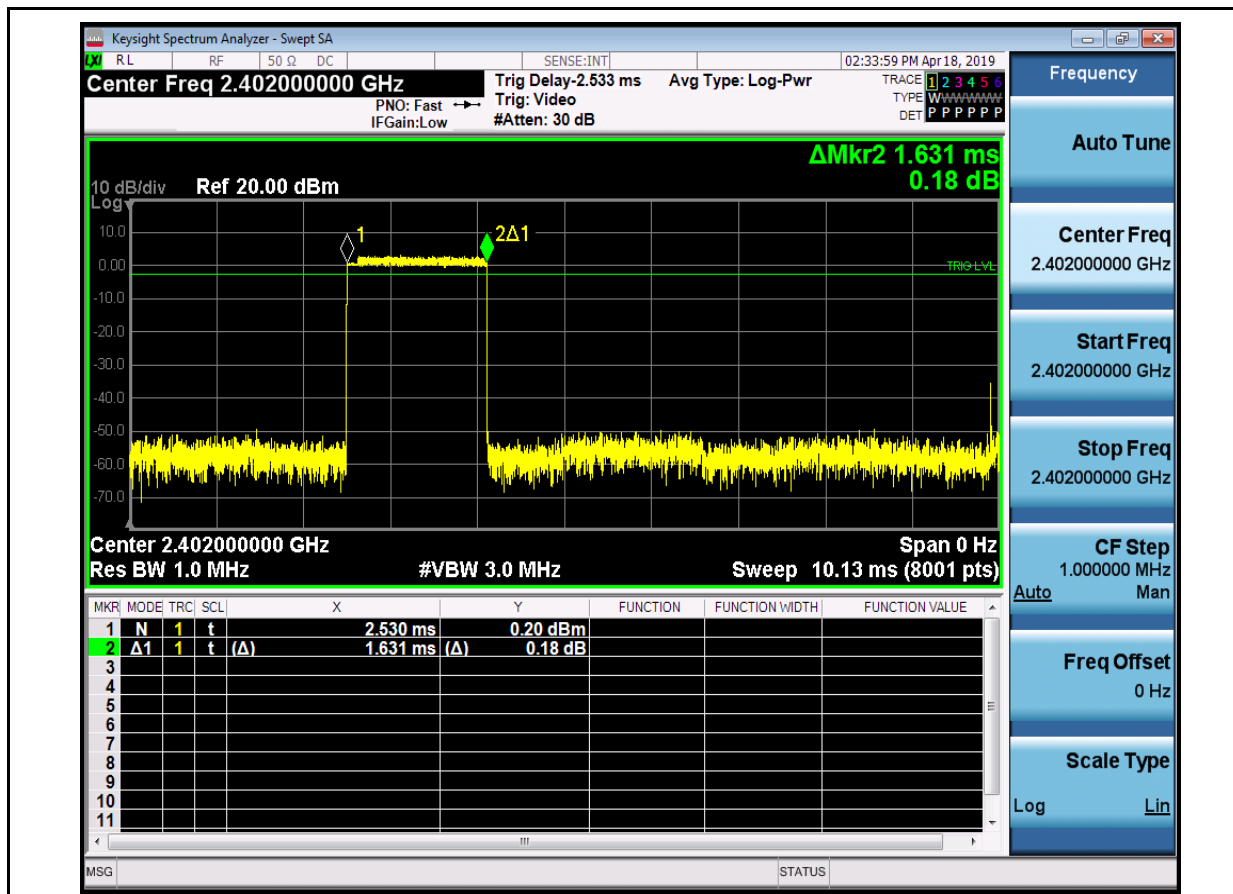 Keysight Spectrum Analyzer - Swept SA
LXI RL RF 50 Ω DC SENSE:INT 02:33:59 PM Apr 18, 2019
Center Freq 2.402000000 GHz
PNO: Fast
IFGain:Low
Trig Delay-2.533 ms
Trig: Video
#Atten: 30 dB
Avg Type: Log-Pwr
TRACE 1 2 3 4 5 6
TYPE WWWWWW
DET P P P P P P
ΔMkr2 1.631 ms
0.18 dB
10 dB/div Ref 20.00 dBm
Log
10.0
0.00
-10.0
-20.0
-30.0
-40.0
-50.0
-60.0
-70.0
1
2Δ1
TRIG LVL
Center 2.402000000 GHz Span 0 Hz
Res BW 1.0 MHz #VBW 3.0 MHz Sweep 10.13 ms (8001 pts)
MKR MODE TRC SCL X Y FUNCTION FUNCTION WIDTH FUNCTION VALUE
1 N 1 t 2.530 ms 0.20 dBm
2 Δ1 1 t (Δ) 1.631 ms (Δ) 0.18 dB
3
4
5
6
7
8
9
10
11
MSG STATUS
Frequency
Auto Tune
Center Freq
2.402000000 GHz
Start Freq
2.402000000 GHz
Stop Freq
2.402000000 GHz
CF Step
1.000000 MHz
Auto Man
Freq Offset
0 Hz
Scale Type
Log Lin